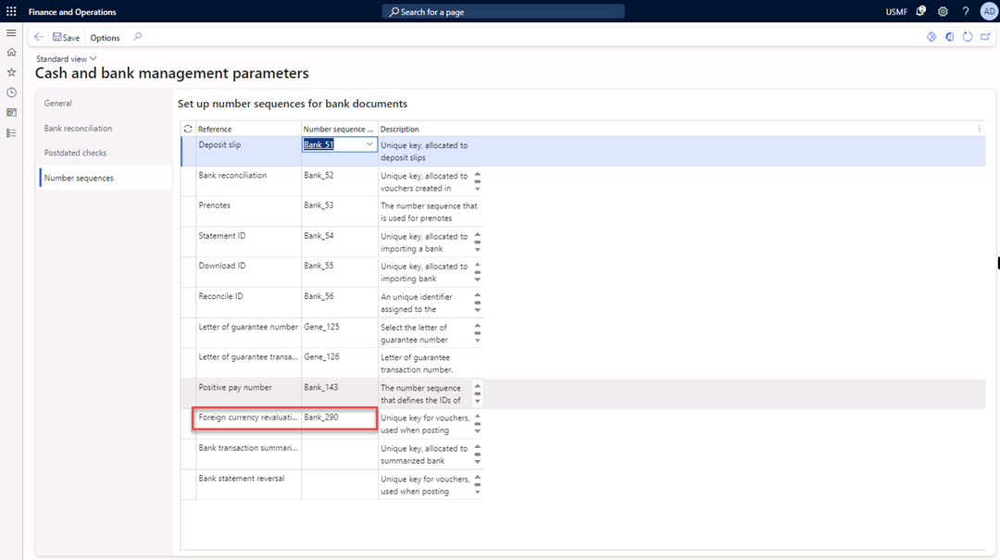 Finance and Operations
Search for a page
USMF
2
?
AD
Save
Options
Standard view
Cash and bank management parameters
General
Bank reconciliation
Postdated checks
Number sequences
Set up number sequences for bank documents
Reference Number sequence ... Description
Deposit slip Bank_51 Unique key, allocated to
deposit slips
Bank reconciliation Bank_52 Unique key, allocated to
vouchers created in
Prenotes Bank_53 The number sequence that
is used for prenotes
Statement ID Bank_54 Unique key, allocated to
importing a bank
Download ID Bank_55 Unique key, allocated to
importing bank
Reconcile ID Bank_56 An unique identifier
assigned to the
Letter of guarantee number Gene_125 Select the letter of
guarantee number
Letter of guarantee transa... Gene_126 Letter of guarantee
transaction number.
Positive pay number Bank_143 The number sequence
that defines the IDs of
Foreign currency revaluati... Bank_290 Unique key for vouchers,
used when posting
Bank transaction summari... Unique key, allocated to
summarized bank
Bank statement reversal Unique key for vouchers,
used when posting